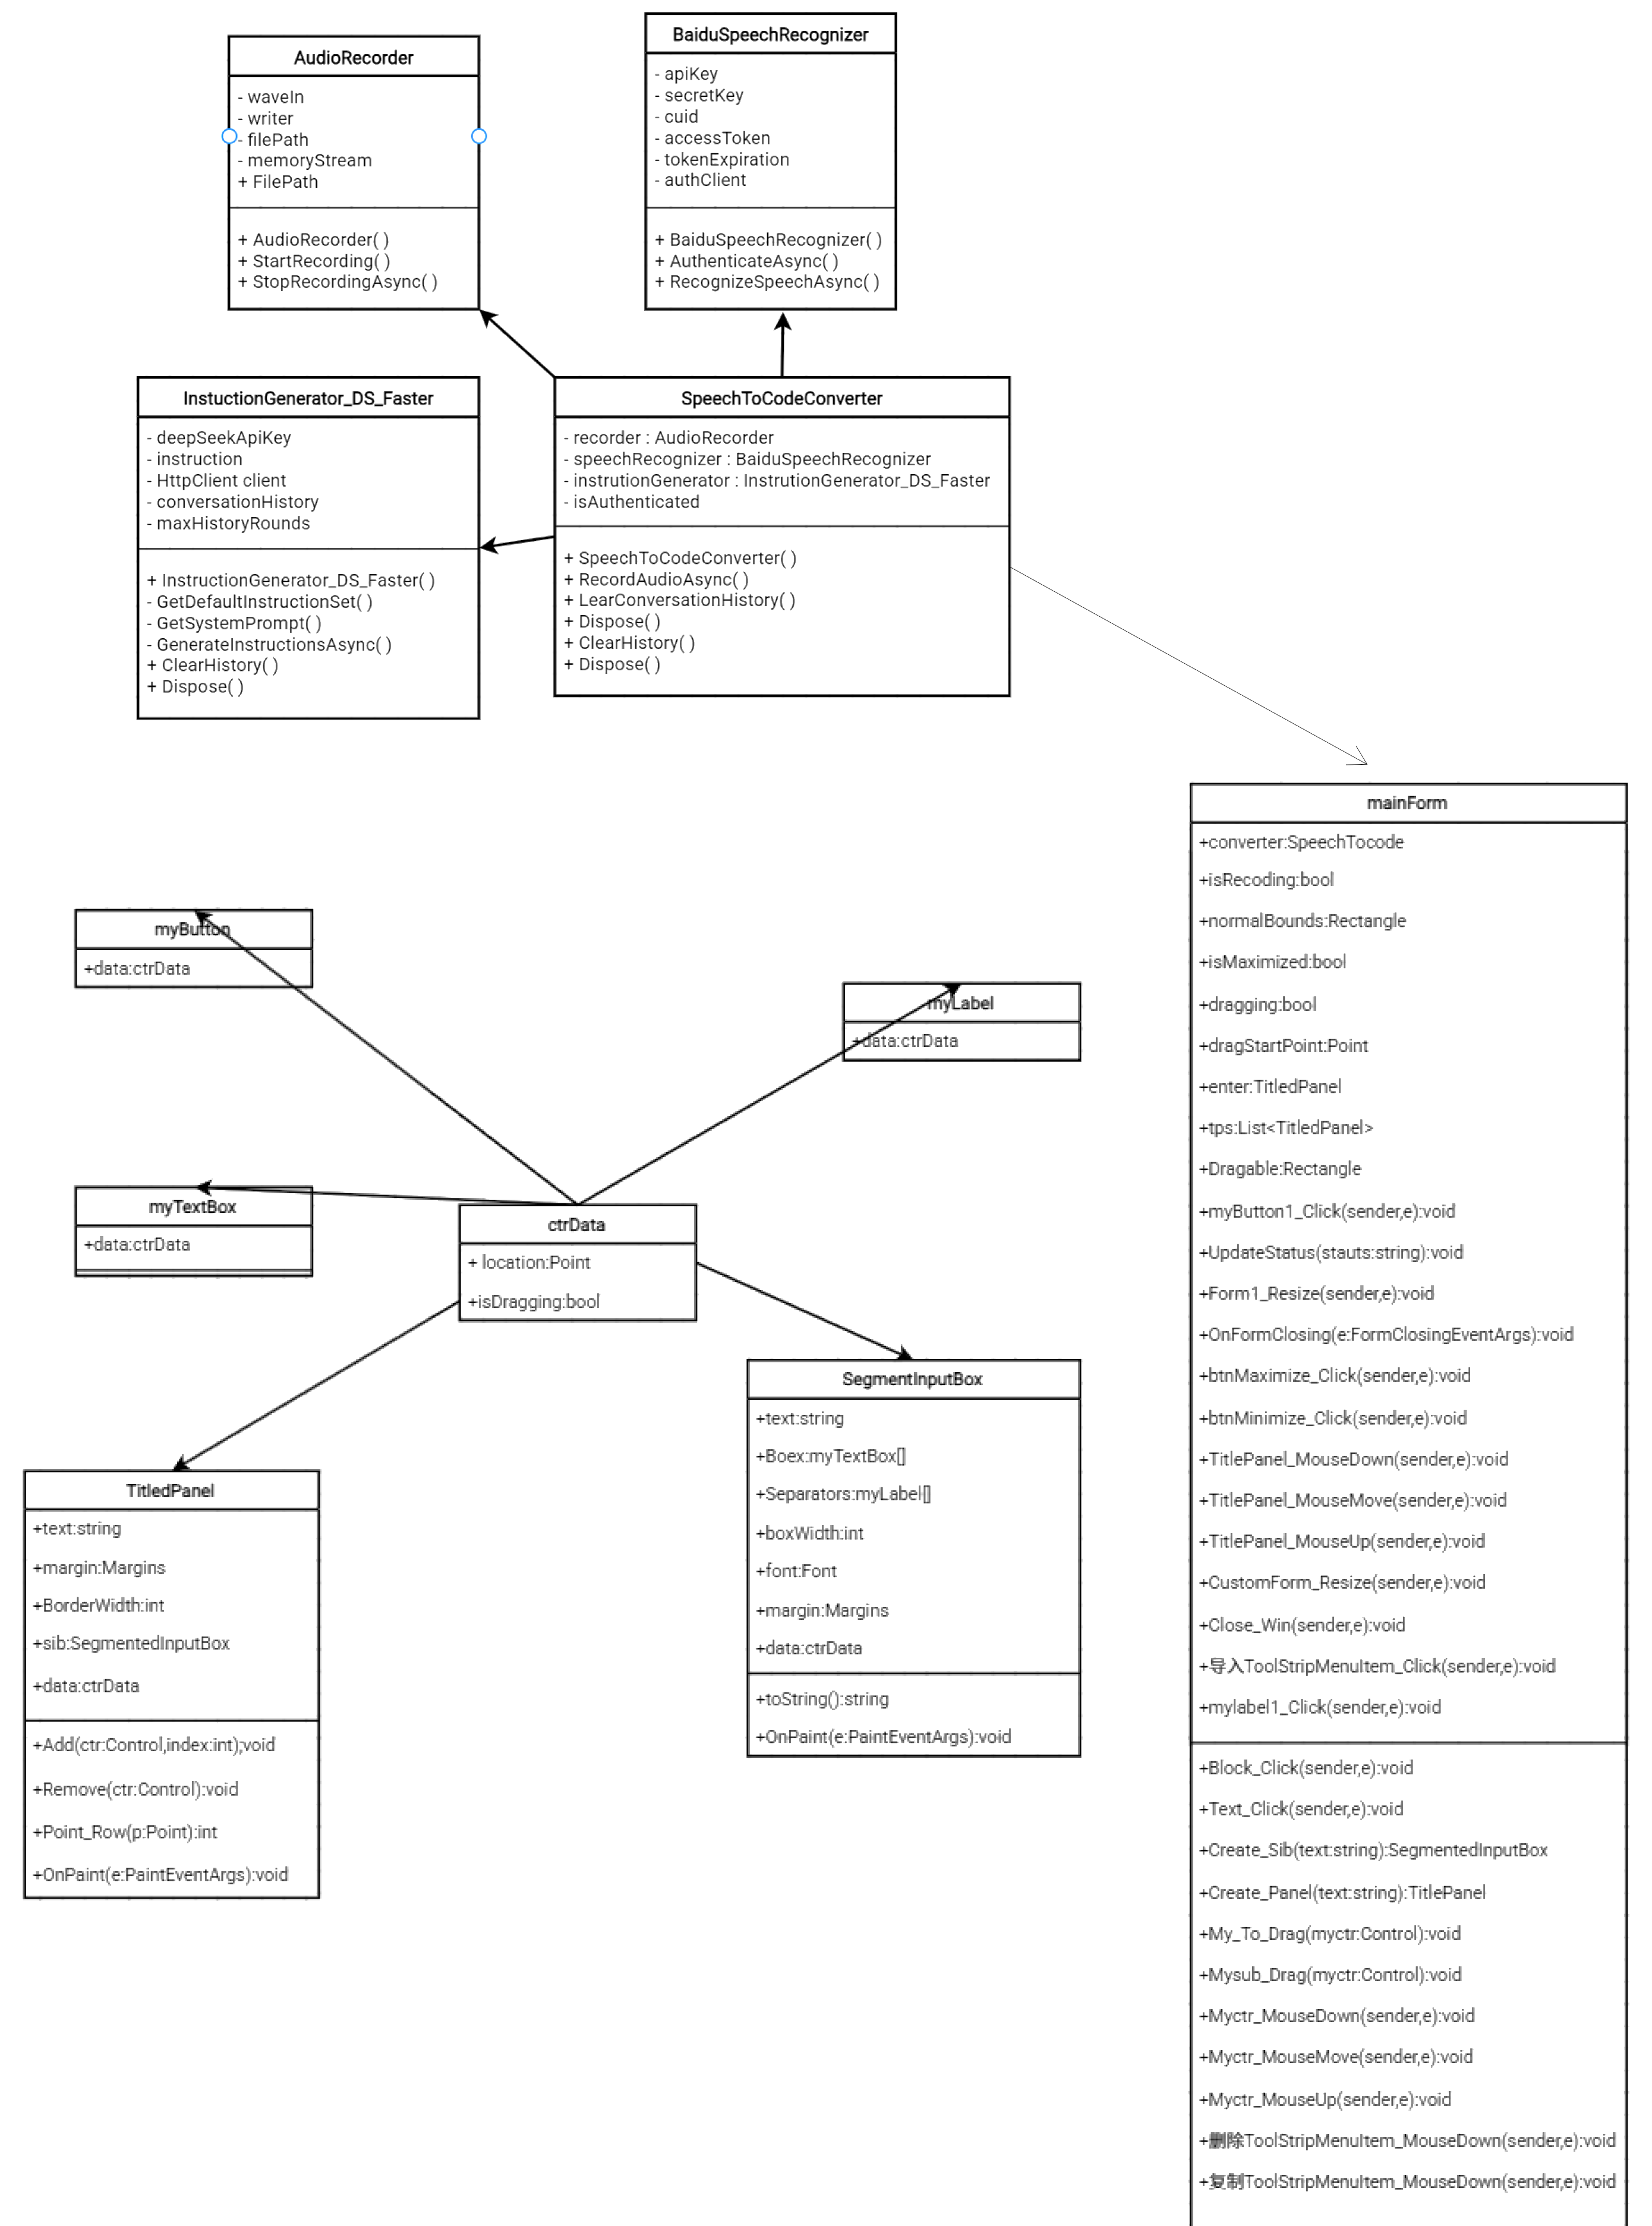 AudioRecorder
- waveIn
- writer
- filePath
- memoryStream
+ FilePath
+ AudioRecorder( )
+ StartRecording( )
+ StopRecordingAsync( )
BaiduSpeechRecognizer
- apiKey
- secretKey
- cuid
- accessToken
- tokenExpiration
- authClient
+ BaiduSpeechRecognizer( )
+ AuthenticateAsync( )
+ RecognizeSpeechAsync( )
InstuctionGenerator_DS_Faster
- deepSeekApiKey
- instruction
- HttpClient client
- conversationHistory
- maxHistoryRounds
+ InstructionGenerator_DS_Faster( )
- GetDefaultInstructionSet( )
- GetSystemPrompt( )
- GenerateInstructionsAsync( )
+ ClearHistory( )
+ Dispose( )
SpeechToCodeConverter
- recorder : AudioRecorder
- speechRecognizer : BaiduSpeechRecognizer
- instrutionGenerator : InstrutionGenerator_DS_Faster
- isAuthenticated
+ SpeechToCodeConverter( )
+ RecordAudioAsync( )
+ LearConversationHistory( )
+ Dispose( )
+ ClearHistory( )
+ Dispose( )
mainForm
+converter:SpeechTocode
+isRecoding:bool
+normalBounds:Rectangle
+isMaximized:bool
+dragging:bool
+dragStartPoint:Point
+enter:TitledPanel
+tps:List<TitledPanel>
+Dragable:Rectangle
+myButton1_Click(sender,e):void
+UpdateStatus(stauts:string):void
+Form1_Resize(sender,e):void
+OnFormClosing(e:FormClosingEventArgs):void
+btnMaximize_Click(sender,e):void
+btnMinimize_Click(sender,e):void
+TitlePanel_MouseDown(sender,e):void
+TitlePanel_MouseMove(sender,e):void
+TitlePanel_MouseUp(sender,e):void
+CustomForm_Resize(sender,e):void
+Close_Win(sender,e):void
+导入ToolStripMenuItem_Click(sender,e):void
+mylabel1_Click(sender,e):void
+Block_Click(sender,e):void
+Text_Click(sender,e):void
+Create_Sib(text:string):SegmentedInputBox
+Create_Panel(text:string):TitlePanel
+My_To_Drag(myctr:Control):void
+Mysub_Drag(myctr:Control):void
+Myctr_MouseDown(sender,e):void
+Myctr_MouseMove(sender,e):void
+Myctr_MouseUp(sender,e):void
+删除ToolStripMenuItem_MouseDown(sender,e):void
+复制ToolStripMenuItem_MouseDown(sender,e):void
myButton
+data:ctrData
myLabel
+data:ctrData
myTextBox
+data:ctrData
ctrData
+ location:Point
+isDragging:bool
TitledPanel
+text:string
+margin:Margins
+BorderWidth:int
+sib:SegmentedInputBox
+data:ctrData
+Add(ctr:Control,index:int);void
+Remove(ctr:Control):void
+Point_Row(p:Point):int
+OnPaint(e:PaintEventArgs):void
SegmentInputBox
+text:string
+Boex:myTextBox[]
+Separators:myLabel[]
+boxWidth:int
+font:Font
+margin:Margins
+data:ctrData
+toString():string
+OnPaint(e:PaintEventArgs):void